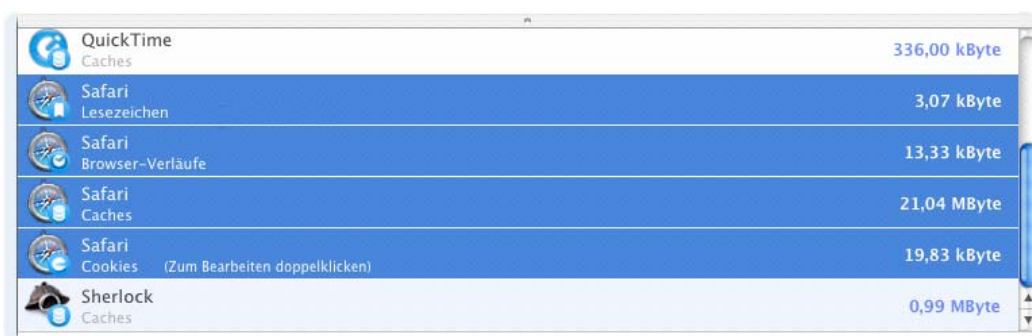 QuickTime
Caches
336,00 kByte
Safari
Lesezeichen
3,07 kByte
Safari
Browser-Verläufe
13,33 kByte
Safari
Caches
21,04 MByte
Safari
Cookies (Zum Bearbeiten doppelklicken)
19,83 kByte
Sherlock
Caches
0,99 MByte